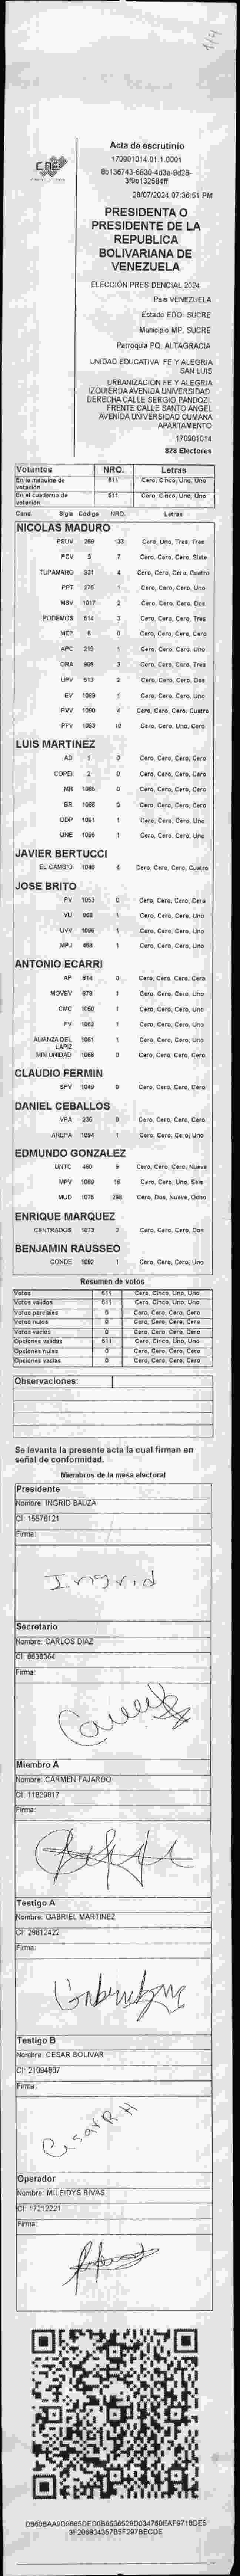 1/4
CNE
Acta de escrutinio
170901014.01.1.0001
8b136743-6830-4d3a-9d28-
3f9b132584ff
28/07/2024 07:36:51 PM
PRESIDENTA O
PRESIDENTE DE LA
REPUBLICA
BOLIVARIANA DE
VENEZUELA
ELECCIÓN PRESIDENCIAL 2024
Pais VENEZUELA
Estado EDO. SUCRE
Municipio MP. SUCRE
Parroquia PQ. ALTAGRACIA
UNIDAD EDUCATIVA FE Y ALEGRIA
SAN LUIS
URBANIZACIÓN FE Y ALEGRIA
IZQUIERDA AVENIDA UNIVERSIDAD
DERECHA CALLE SERGIO PANDOZI.
FRENTE CALLE SANTO ANGEL
AVENIDA UNIVERSIDAD CUMANA
APARTAMENTO
170901014
828 Electores
Votantes NRO. Letras
En la máquina de votación 511 Cero, Cinco, Uno, Uno
En el cuaderno de votación 511 Cero, Cinco, Uno, Uno
Cand. Sigla Código NRO. Letras
NICOLAS MADURO
PSUV 269 133 Cero, Uno, Tres, Tres
PCV 5 7 Cero, Cero, Cero, Siete
TUPAMARO 931 4 Cero, Cero, Cero, Cuatro
PPT 276 1 Cero, Cero, Cero, Uno
MSV 1017 2 Cero, Cero, Cero, Dos
PODEMOS 514 3 Cero, Cero, Cero, Tres
MEP 6 0 Cero, Cero, Cero, Cero
APC 219 1 Cero, Cero, Cero, Uno
ORA 906 3 Cero, Cero, Cero, Tres
UPV 613 2 Cero, Cero, Cero, Dos
EV 1089 1 Cero, Cero, Cero, Uno
PVV 1090 4 Cero, Cero, Cero, Cuatro
PFV 1093 10 Cero, Cero, Uno, Cero
LUIS MARTINEZ
AD 1 0 Cero, Cero, Cero, Cero
COPEI 2 0 Cero, Cero, Cero, Cero
MR 1065 0 Cero, Cero, Cero, Cero
BR 1066 0 Cero, Cero, Cero, Cero
DDP 1091 1 Cero, Cero, Cero, Uno
UNE 1096 1 Cero, Cero, Cero, Uno
JAVIER BERTUCCI
EL CAMBIO 1048 4 Cero, Cero, Cero, Cuatro
JOSE BRITO
PV 1053 0 Cero, Cero, Cero, Cero
VU 868 1 Cero, Cero, Cero, Uno
UVV 1095 1 Cero, Cero, Cero, Uno
MPJ 458 1 Cero, Cero, Cero, Uno
ANTONIO ECARRI
AP 914 0 Cero, Cero, Cero, Cero
MOVEV 979 1 Cero, Cero, Cero, Uno
CMC 1050 1 Cero, Cero, Cero, Uno
FV 1063 1 Cero, Cero, Cero, Uno
ALIANZA DEL LAPIZ 1061 1 Cero, Cero, Cero, Uno
MIN UNIDAD 1068 0 Cero, Cero, Cero, Cero
CLAUDIO FERMIN
SPV 1049 0 Cero, Cero, Cero, Cero
DANIEL CEBALLOS
VPA 236 0 Cero, Cero, Cero, Cero
AREPA 1094 1 Cero, Cero, Cero, Uno
EDMUNDO GONZALEZ
UNTC 460 9 Cero, Cero, Cero, Nueve
MPV 1069 16 Cero, Cero, Uno, Seis
MUD 1075 298 Cero, Dos, Nueve, Ocho
ENRIQUE MARQUEZ
CENTRADOS 1073 2 Cero, Cero, Cero, Dos
BENJAMIN RAUSSEO
CONDE 1092 1 Cero, Cero, Cero, Uno
Resumen de votos
Votos 511 Cero, Cinco, Uno, Uno
Votos válidos 511 Cero, Cinco, Uno, Uno
Votos parciales 0 Cero, Cero, Cero, Cero
Votos nulos 0 Cero, Cero, Cero, Cero
Votos vacíos 0 Cero, Cero, Cero, Cero
Opciones validas 511 Cero, Cinco, Uno, Uno
Opciones nulas 0 Cero, Cero, Cero, Cero
Opciones vacias 0 Cero, Cero, Cero, Cero
Observaciones:
Se levanta la presente acta la cual firman en
señal de conformidad.
Miembros de la mesa electoral
Presidente
Nombre: INGRID BAUZA
CI: 15576121
Firma:
Ingrid
Secretario
Nombre: CARLOS DIAZ
CI: 6638364
Firma:
Miembro A
Nombre: CARMEN FAJARDO
CI: 11829817
Firma:
Testigo A
Nombre: GABRIEL MARTINEZ
CI: 29612422
Firma:
Testigo B
Nombre: CESAR BOLIVAR
CI: 21094807
Firma:
Cesar R H
Operador
Nombre: MILEIDYS RIVAS
CI: 17212221
Firma: